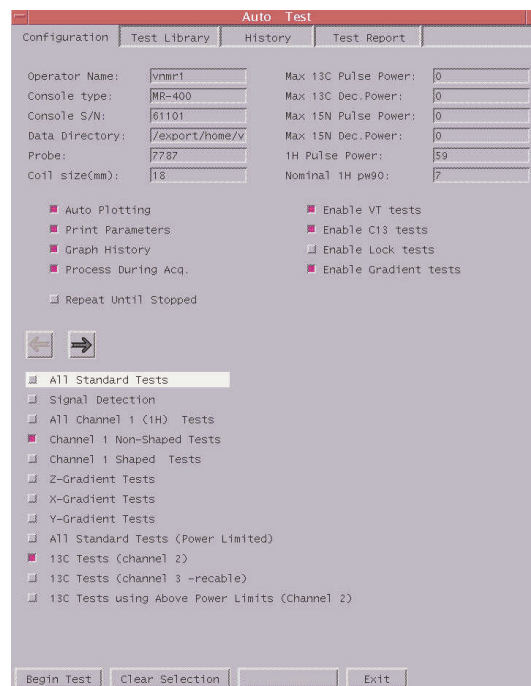 Auto Test
Configuration Test Library History Test Report
Operator Name: vnmr1 Max 13C Pulse Power: 0
Console type: MR-400 Max 13C Dec.Power: 0
Console S/N: 61101 Max 15N Pulse Power: 0
Data Directory: /export/home/v Max 15N Dec.Power: 0
Probe: 7787 1H Pulse Power: 59
Coil size(mm): 18 Nominal 1H pw90: 7
Auto Plotting Enable VT tests
Print Parameters Enable C13 tests
Graph History Enable Lock tests
Process During Acq. Enable Gradient tests
Repeat Until Stopped
All Standard Tests
Signal Detection
All Channel 1 (1H) Tests
Channel 1 Non-Shaped Tests
Channel 1 Shaped Tests
Z-Gradient Tests
X-Gradient Tests
Y-Gradient Tests
All Standard Tests (Power Limited)
13C Tests (channel 2)
13C Tests (channel 3 -recable)
13C Tests using Above Power Limits (Channel 2)
Begin Test Clear Selection Exit